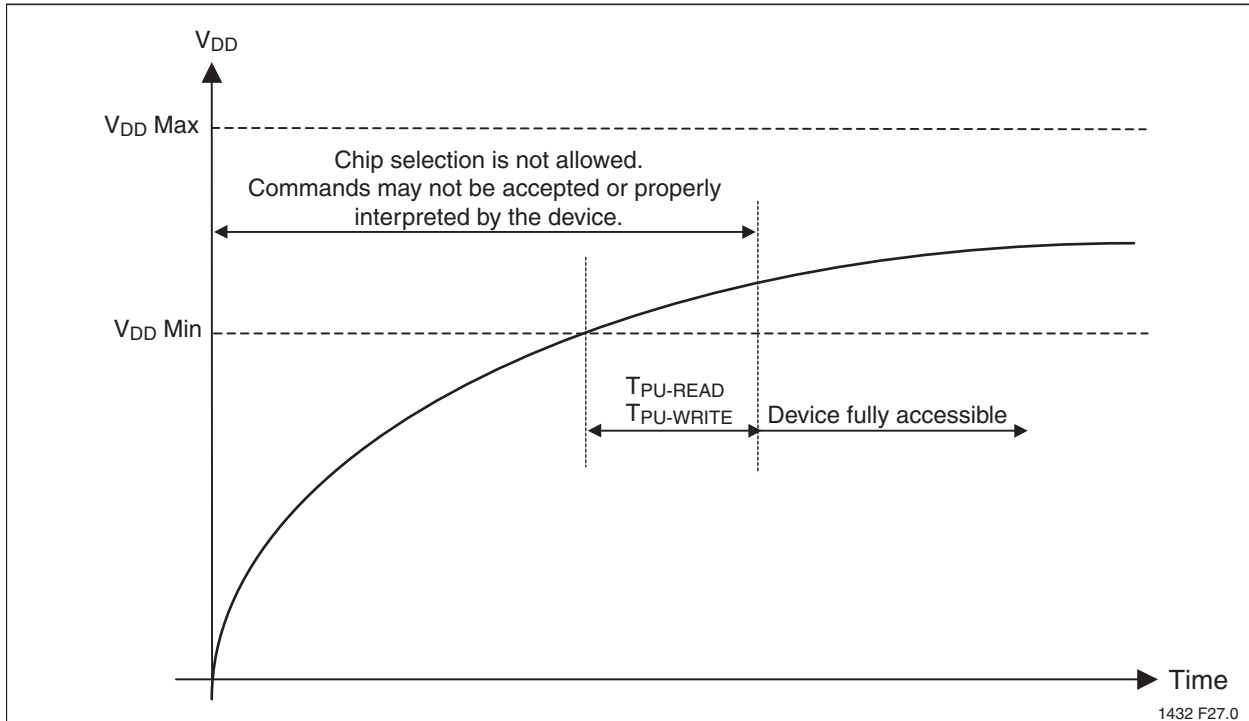 VDD
VDD Max
Chip selection is not allowed.
Commands may not be accepted or properly
interpreted by the device.
VDD Min
TPU-READ
TPU-WRITE
Device fully accessible
Time
1432 F27.0